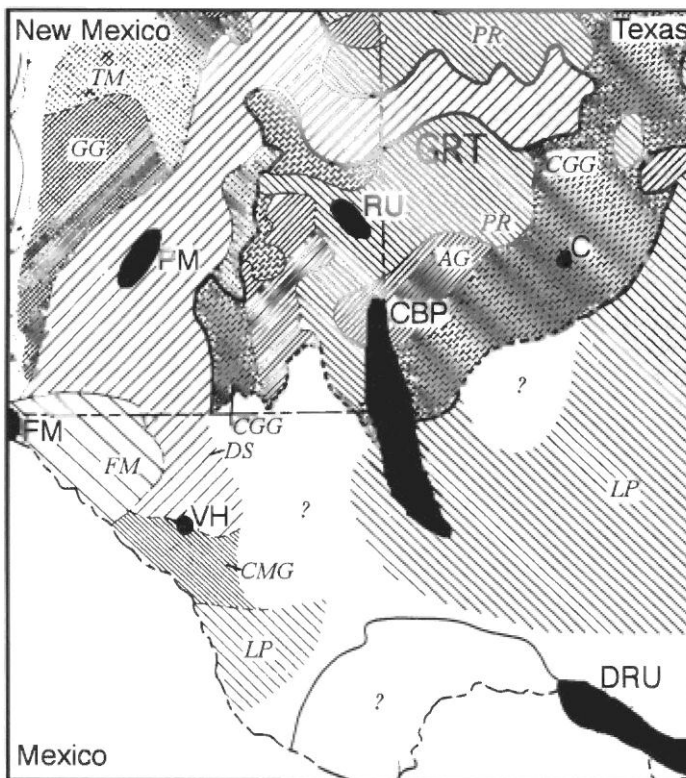 New Mexico
Texas
PR
TM
GG
GRT
CGG
RU
PR
AG
C
FM
CBP
?
CGG
FM
DS
FM
LP
?
VH
CMG
LP
DRU
?
Mexico